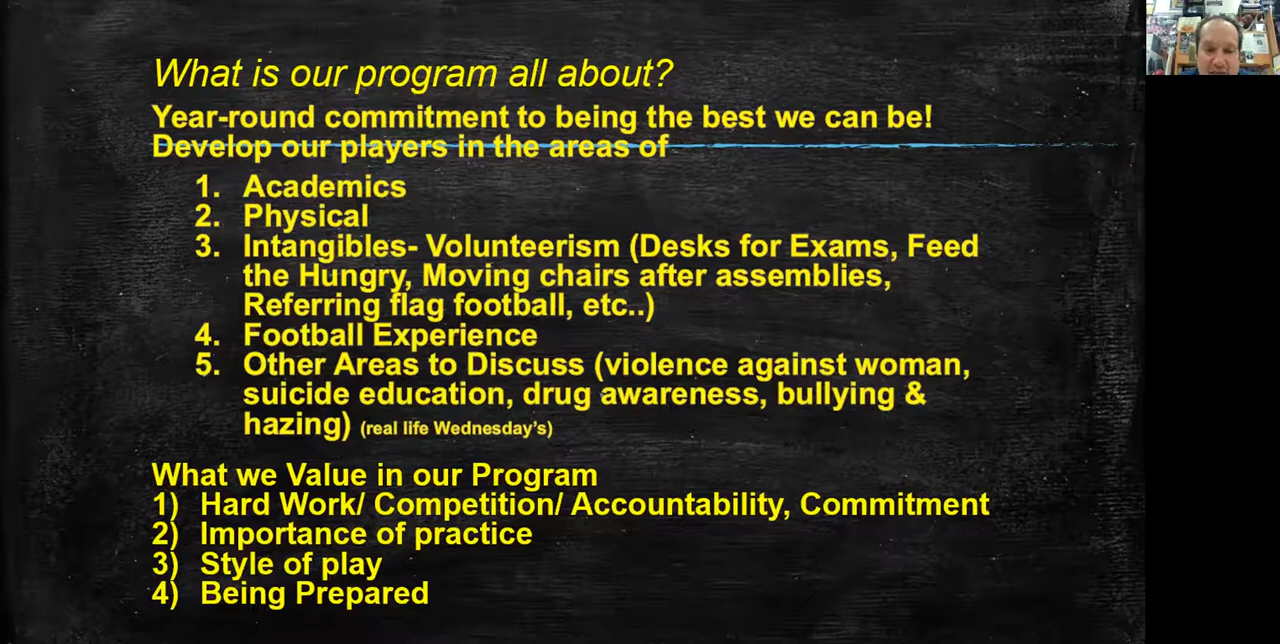 What is our program all about?
Year-round commitment to being the best we can be!
Develop our players in the areas of
1. Academics
2. Physical
3. Intangibles- Volunteerism (Desks for Exams, Feed
the Hungry, Moving chairs after assemblies,
Referring flag football, etc..)
4. Football Experience
5. Other Areas to Discuss (violence against woman,
suicide education, drug awareness, bullying &
hazing) (real life Wednesday's)
What we Value in our Program
1) Hard Work/ Competition/ Accountability, Commitment
2) Importance of practice
3) Style of play
4) Being Prepared